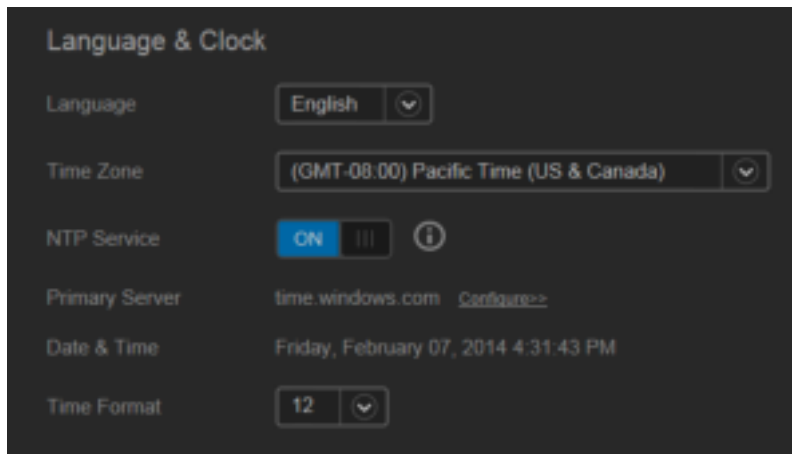 Language & Clock
Language English
Time Zone (GMT-08:00) Pacific Time (US & Canada)
NTP Service ON
Primary Server time.windows.com Configure>>
Date & Time Friday, February 07, 2014 4:31:43 PM
Time Format 12